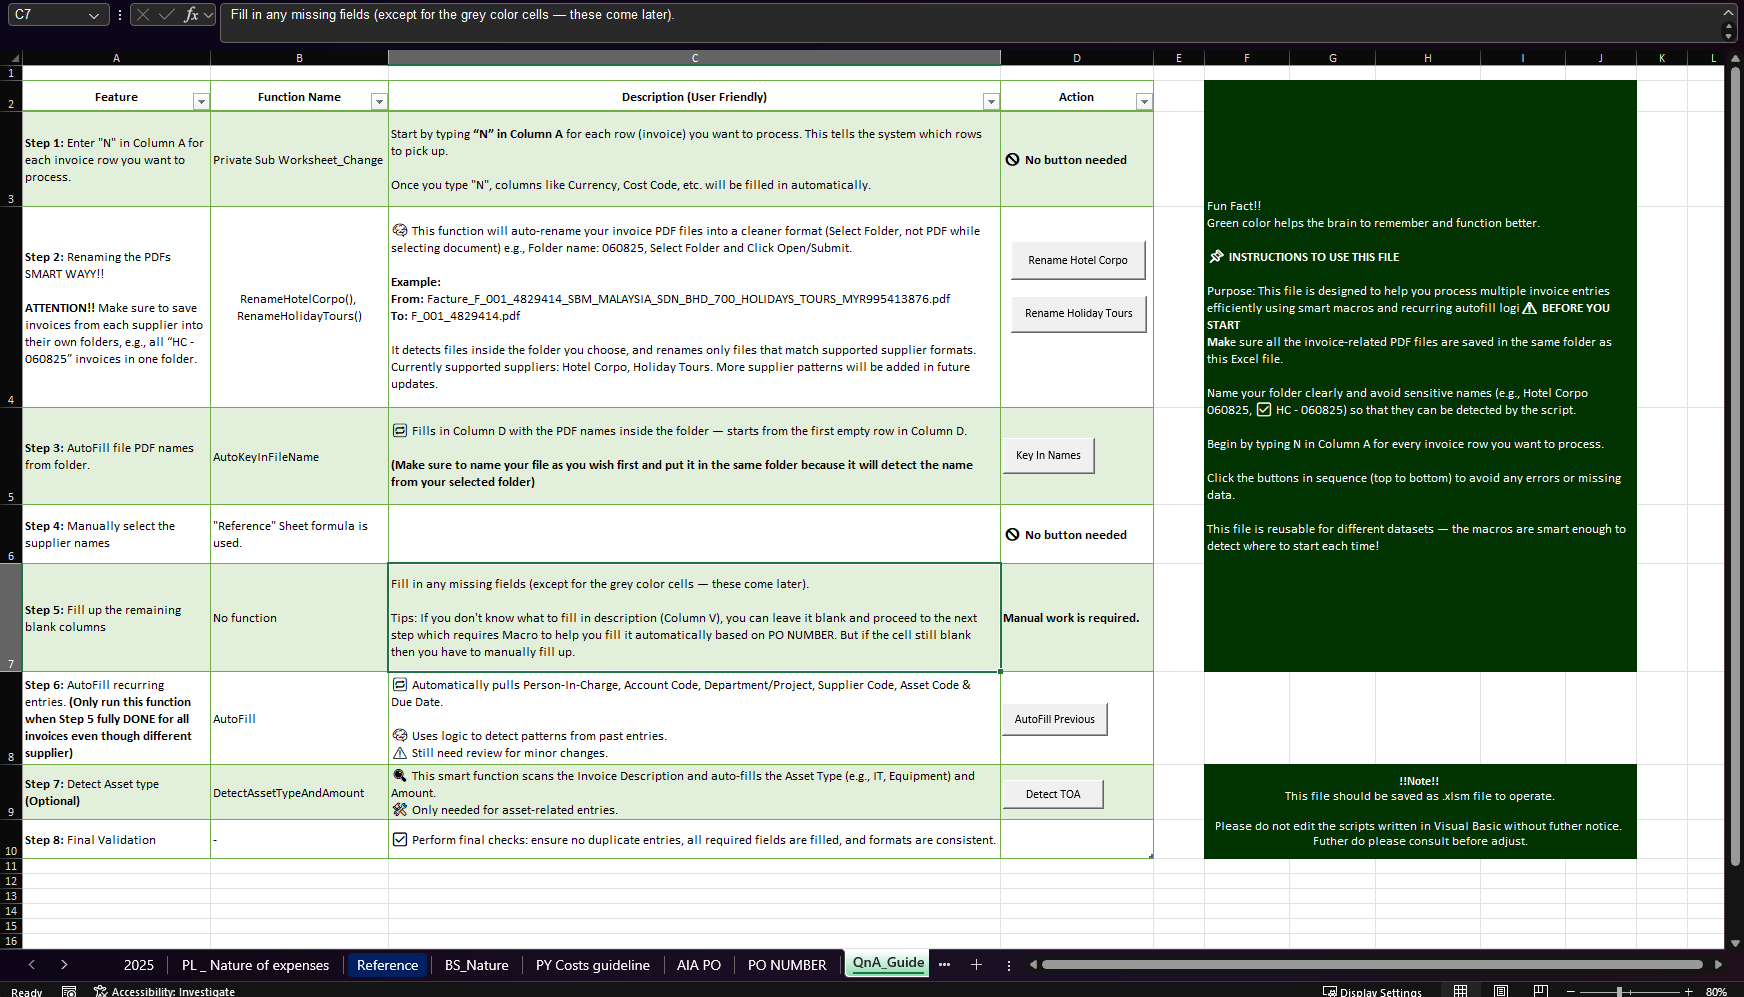 C7
fx
Fill in any missing fields (except for the grey color cells — these come later).
A B C D E F G H I J K L
1
2
Feature
Function Name
Description (User Friendly)
Action
3
Step 1: Enter "N" in Column A for
each invoice row you want to
process.
Private Sub Worksheet_Change
Start by typing “N” in Column A for each row (invoice) you want to process. This tells the system which rows
to pick up.
Once you type "N", columns like Currency, Cost Code, etc. will be filled in automatically.
No button needed
4
Step 2: Renaming the PDFs
SMART WAYY!!
ATTENTION!! Make sure to save
invoices from each supplier into
their own folders, e.g., all “HC -
060825” invoices in one folder.
RenameHotelCorpo(),
RenameHolidayTours()
This function will auto-rename your invoice PDF files into a cleaner format (Select Folder, not PDF while
selecting document) e.g., Folder name: 060825, Select Folder and Click Open/Submit.
Example:
From: Facture_F_001_4829414_SBM_MALAYSIA_SDN_BHD_700_HOLIDAYS_TOURS_MYR995413876.pdf
To: F_001_4829414.pdf
It detects files inside the folder you choose, and renames only files that match supported supplier formats.
Currently supported suppliers: Hotel Corpo, Holiday Tours. More supplier patterns will be added in future
updates.
Rename Hotel Corpo
Rename Holiday Tours
5
Step 3: AutoFill file PDF names
from folder.
AutoKeyInFileName
Fills in Column D with the PDF names inside the folder — starts from the first empty row in Column D.
(Make sure to name your file as you wish first and put it in the same folder because it will detect the name
from your selected folder)
Key In Names
6
Step 4: Manually select the
supplier names
"Reference" Sheet formula is
used.
No button needed
7
Step 5: Fill up the remaining
blank columns
No function
Fill in any missing fields (except for the grey color cells — these come later).
Tips: If you don't know what to fill in description (Column V), you can leave it blank and proceed to the next
step which requires Macro to help you fill it automatically based on PO NUMBER. But if the cell still blank
then you have to manually fill up.
Manual work is required.
8
Step 6: AutoFill recurring
entries. (Only run this function
when Step 5 fully DONE for all
invoices even though different
supplier)
AutoFill
Automatically pulls Person-In-Charge, Account Code, Department/Project, Supplier Code, Asset Code &
Due Date.
Uses logic to detect patterns from past entries.
Still need review for minor changes.
AutoFill Previous
9
Step 7: Detect Asset type
(Optional)
DetectAssetTypeAndAmount
This smart function scans the Invoice Description and auto-fills the Asset Type (e.g., IT, Equipment) and
Amount.
Only needed for asset-related entries.
Detect TOA
10
Step 8: Final Validation
-
Perform final checks: ensure no duplicate entries, all required fields are filled, and formats are consistent.
11
12
13
14
15
16
Fun Fact!!
Green color helps the brain to remember and function better.
INSTRUCTIONS TO USE THIS FILE
Purpose: This file is designed to help you process multiple invoice entries
efficiently using smart macros and recurring autofill logi BEFORE YOU
START
Make sure all the invoice-related PDF files are saved in the same folder as
this Excel file.
Name your folder clearly and avoid sensitive names (e.g., Hotel Corpo
060825, HC - 060825) so that they can be detected by the script.
Begin by typing N in Column A for every invoice row you want to process.
Click the buttons in sequence (top to bottom) to avoid any errors or missing
data.
This file is reusable for different datasets — the macros are smart enough to
detect where to start each time!
!!Note!!
This file should be saved as .xlsm file to operate.
Please do not edit the scripts written in Visual Basic without futher notice.
Futher do please consult before adjust.
2025 PL _ Nature of expenses Reference BS_Nature PY Costs guideline AIA PO PO NUMBER QnA_Guide
Ready Accessibility: Investigate Display Settings 80%